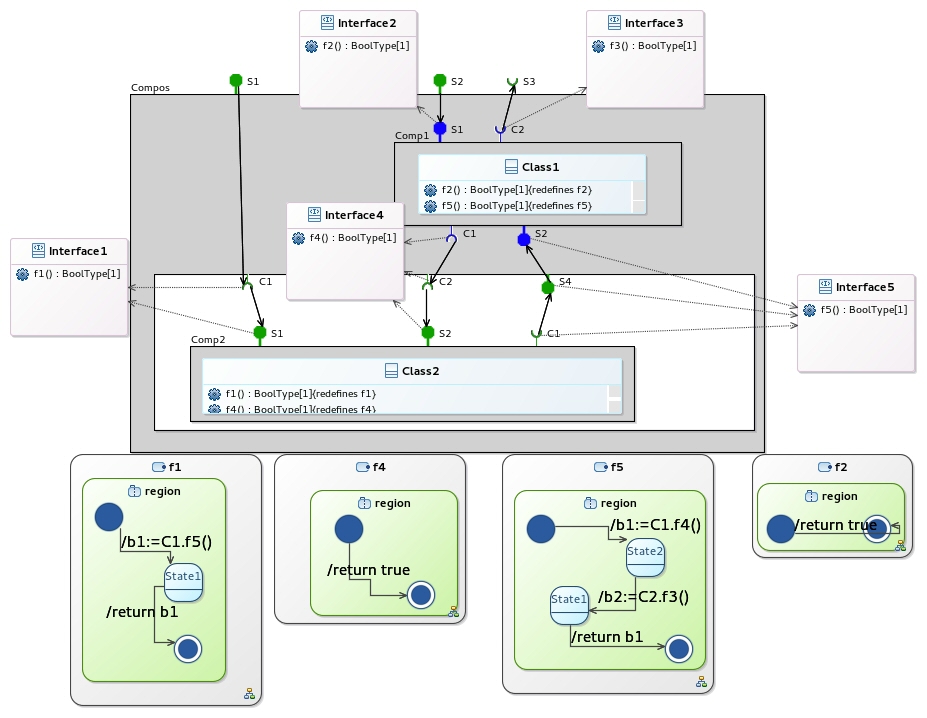 Interface2
f2() : BoolType[1]
Interface3
f3() : BoolType[1]
S1
S2
S3
Compos
S1
C2
Comp1
Class1
f2() : BoolType[1]{redefines f2}
f5() : BoolType[1]{redefines f5}
Interface4
f4() : BoolType[1]
C1
S2
Interface1
f1() : BoolType[1]
C1
C2
S4
Interface5
f5() : BoolType[1]
S1
S2
C1
Comp2
Class2
f1() : BoolType[1]{redefines f1}
f4() : BoolType[1]{redefines f4}
f1
region
/b1:=C1.f5()
State1
/return b1
f4
region
/return true
f5
region
/b1:=C1.f4()
State2
/b2:=C2.f3()
State1
/return b1
f2
region
/return true